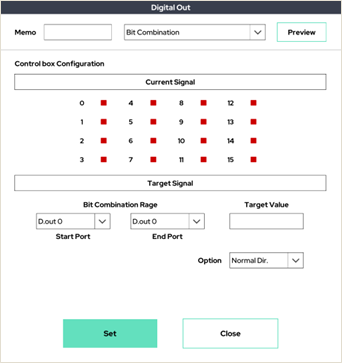 Digital Out
Memo Bit Combination Preview
Control box Configuration
Current Signal
0 4 8 12
1 5 9 13
2 6 10 14
3 7 11 15
Target Signal
Bit Combination Rage Target Value
D.out 0 D.out 0
Start Port End Port
Option Normal Dir.
Set Close